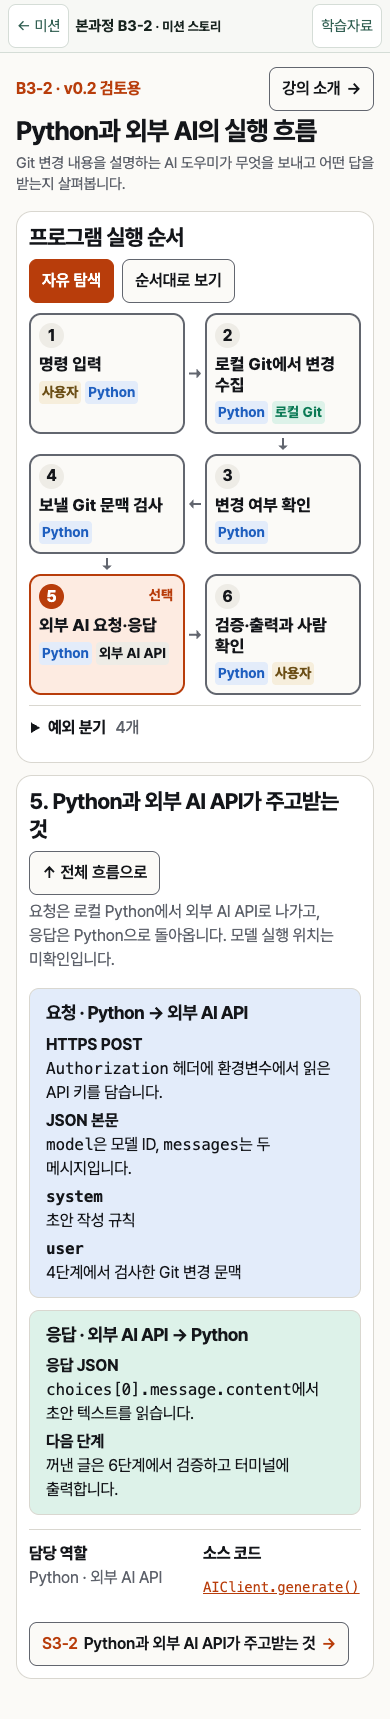 ← 미션
본과정 B3-2 · 미션 스토리
학습자료
B3-2 · v0.2 검토용
강의 소개 →
Python과 외부 AI의 실행 흐름
Git 변경 내용을 설명하는 AI 도우미가 무엇을 보내고 어떤 답을
받는지 살펴봅니다.
프로그램 실행 순서
자유 탐색
순서대로 보기
1
명령 입력
사용자 Python
→
2
로컬 Git에서 변경
수집
Python 로컬 Git
↓
4
보낼 Git 문맥 검사
Python
←
3
변경 여부 확인
Python
↓
5
선택
외부 AI 요청·응답
Python 외부 AI API
→
6
검증·출력과 사람
확인
Python 사용자
▶ 예외 분기 4개
5. Python과 외부 AI API가 주고받는
것
↑ 전체 흐름으로
요청은 로컬 Python에서 외부 AI API로 나가고,
응답은 Python으로 돌아옵니다. 모델 실행 위치는
미확인입니다.
요청 · Python → 외부 AI API
HTTPS POST
Authorization 헤더에 환경변수에서 읽은
API 키를 담습니다.
JSON 본문
model은 모델 ID, messages는 두
메시지입니다.
system
초안 작성 규칙
user
4단계에서 검사한 Git 변경 문맥
응답 · 외부 AI API → Python
응답 JSON
choices[0].message.content에서
초안 텍스트를 읽습니다.
다음 단계
꺼낸 글은 6단계에서 검증하고 터미널에
출력합니다.
담당 역할
Python · 외부 AI API
소스 코드
AIClient.generate()
S3-2 Python과 외부 AI API가 주고받는 것 →